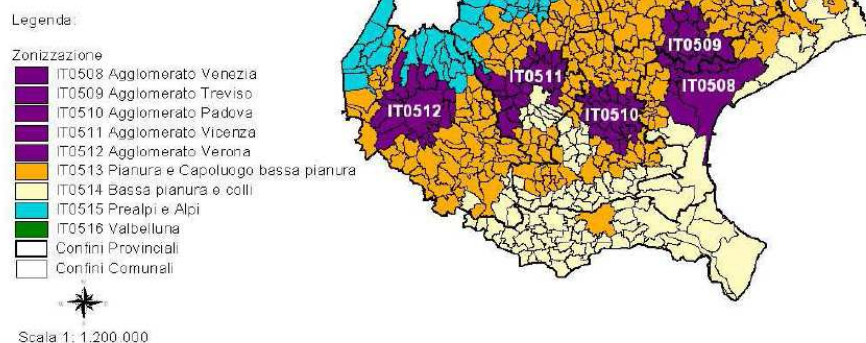 Legenda:
Zonizzazione
IT0508 Agglomerato Venezia
IT0509 Agglomerato Treviso
IT0510 Agglomerato Padova
IT0511 Agglomerato Vicenza
IT0512 Agglomerato Verona
IT0513 Pianura e Capoluogo bassa pianura
IT0514 Bassa pianura e colli
IT0515 Prealpi e Alpi
IT0516 Valbelluna
Confini Provinciali
Confini Comunali
Scala 1: 1.200.000
IT0509
IT0511
IT0508
IT0512
IT0510